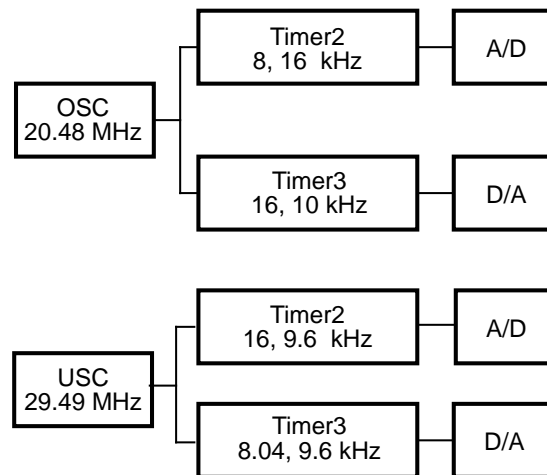 Timer2
8, 16 kHz
A/D
OSC
20.48 MHz
Timer3
16, 10 kHz
D/A
Timer2
16, 9.6 kHz
A/D
USC
29.49 MHz
Timer3
8.04, 9.6 kHz
D/A